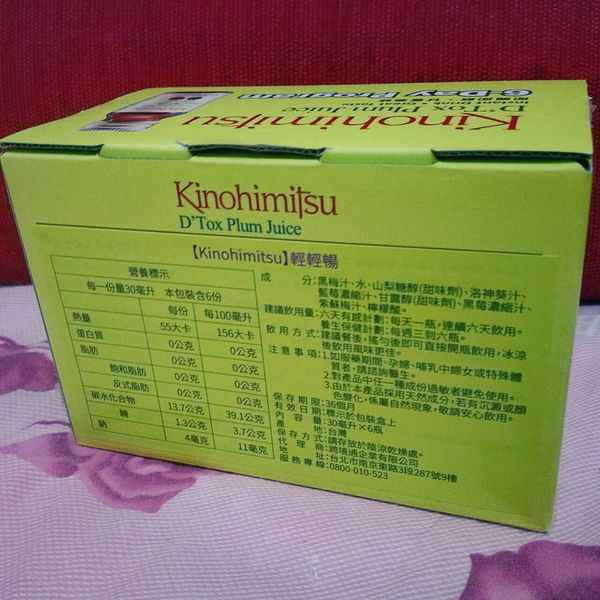 6-Day Program
Instant Drink • Great Taste
D'Tox Plum Juice
Kinohimitsu
Kinohimitsu
D'Tox Plum Juice
【Kinohimitsu】輕輕暢
營養標示
每一份量30毫升 本包裝含6份
每份 每100毫升
熱量 55大卡 156大卡
蛋白質 0公克 0公克
脂肪 0公克 0公克
飽和脂肪 0公克 0公克
反式脂肪 0公克 0公克
碳水化合物 13.7公克 39.1公克
糖 1.3公克 3.7公克
鈉 4毫克 11毫克
成 分:黑梅汁、水、山梨糖醇(甜味劑)、洛神葵汁、
藍莓濃縮汁、甘露醇(甜味劑)、黑莓濃縮汁、
紫蘇梅汁、檸檬酸。
建議飲用量:六天有感計劃:每天一瓶,連續六天飲用。
養生保健計劃:每週三到六瓶。
飲用方式:建議餐後,搖勻後即可直接開瓶飲用,冰涼
後飲用風味更佳。
注意事項:1.如服藥期間、孕婦、哺乳中婦女或特殊體
質者,請諮詢醫生。
2.對產品中任一種成份過敏者避免使用。
3.由於本產品採用天然成分,若有沉澱或顏
色變化,係屬自然現象,敬請安心飲用。
保存期限:36個月
有效日期:標示於包裝盒上
內容量:30毫升×6瓶
產地:台灣
保存方式:請存放於陰涼乾燥處。
代理商:跨境通企業有限公司
地址:台北市南京東路3段287號9樓
服務專線:0800-010-523